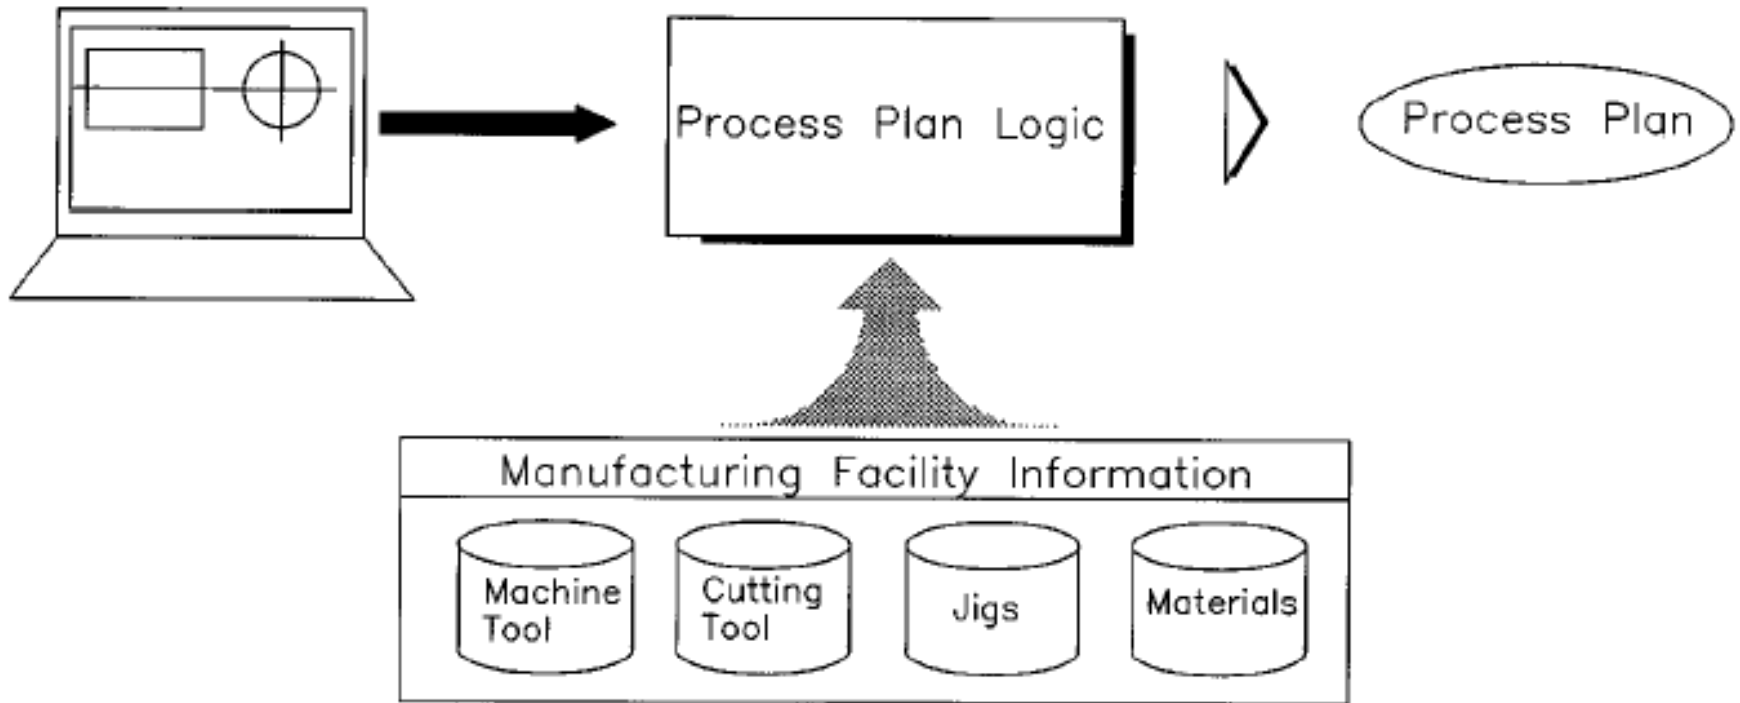 Process Plan Logic
Process Plan
Manufacturing Facility Information
Machine
Tool
Cutting
Tool
Jigs
Materials